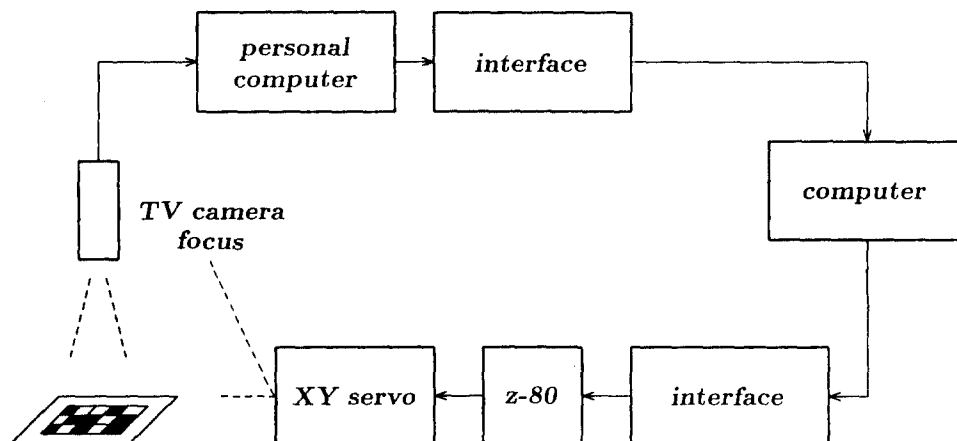 personal
computer
interface
computer
TV camera
focus
XY servo
z-80
interface